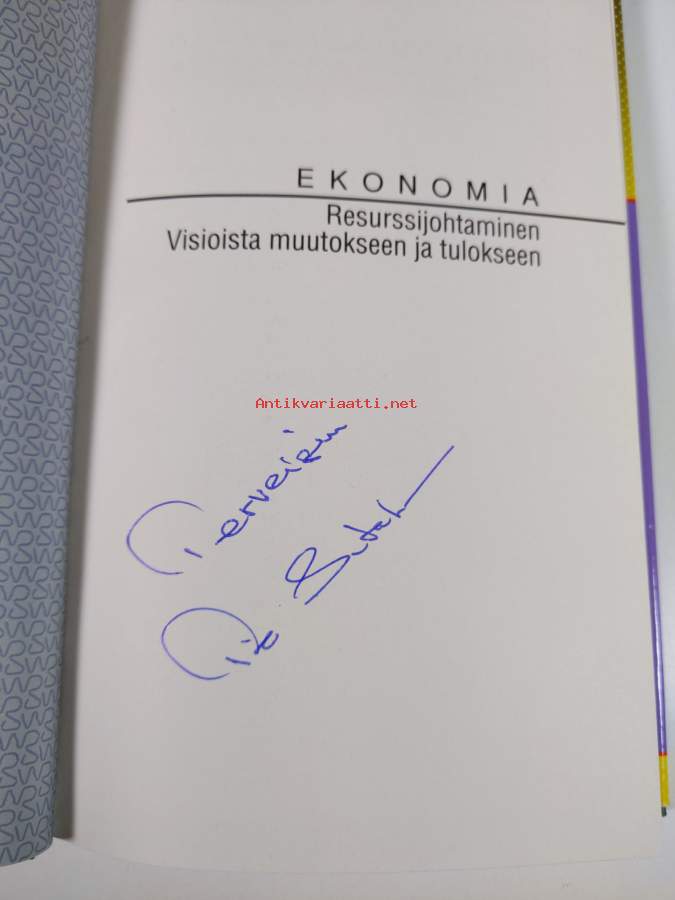 EKONOMIA
Resurssijohtaminen
Visioista muutokseen ja tulokseen
Antikvariaatti.net
Terveisin